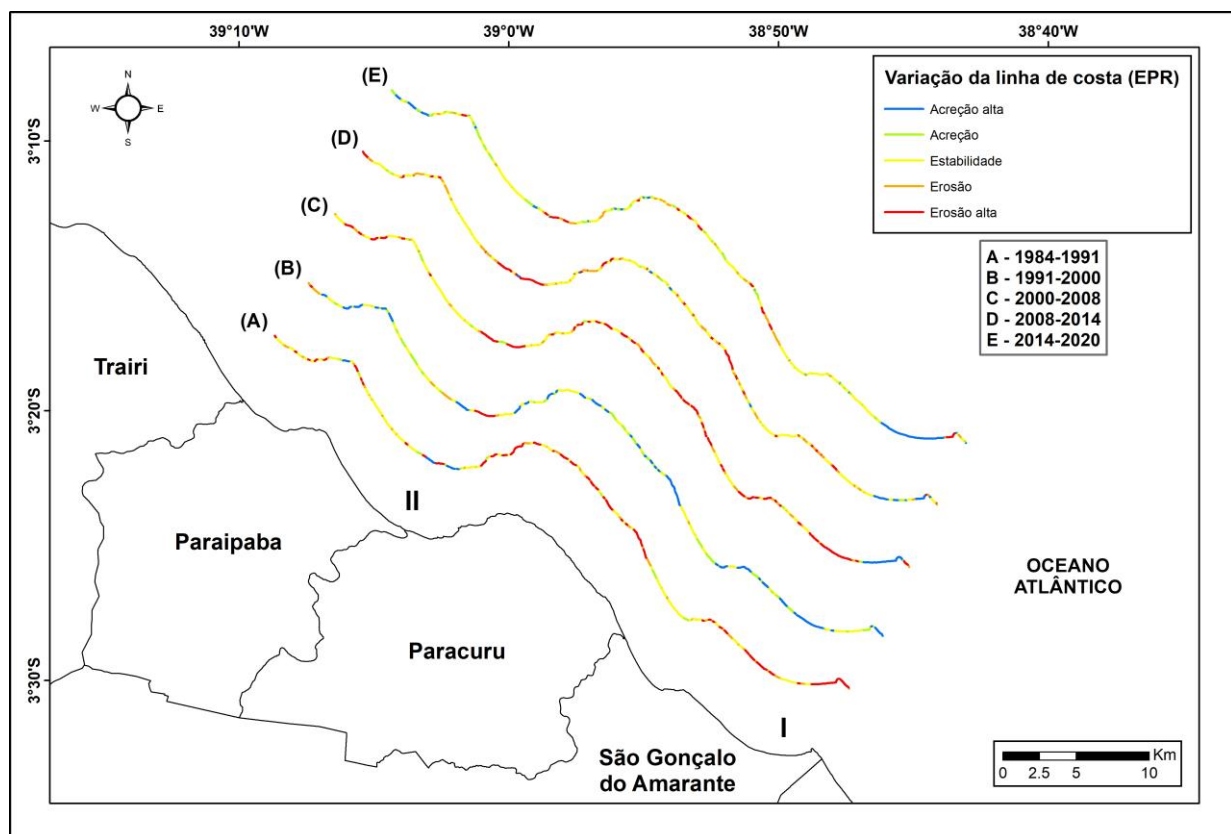 39°10'W
39°0'W
38°50'W
38°40'W
3°10'S
3°20'S
3°30'S
N
W
E
S
(E)
(D)
(C)
(B)
(A)
Variação da linha de costa (EPR)
Acreção alta
Acreção
Estabilidade
Erosão
Erosão alta
A - 1984-1991
B - 1991-2000
C - 2000-2008
D - 2008-2014
E - 2014-2020
Trairi
II
Paraipaba
Paracuru
I
São Gonçalo
do Amarante
OCEANO
ATLÂNTICO
Km
0 2.5 5 10